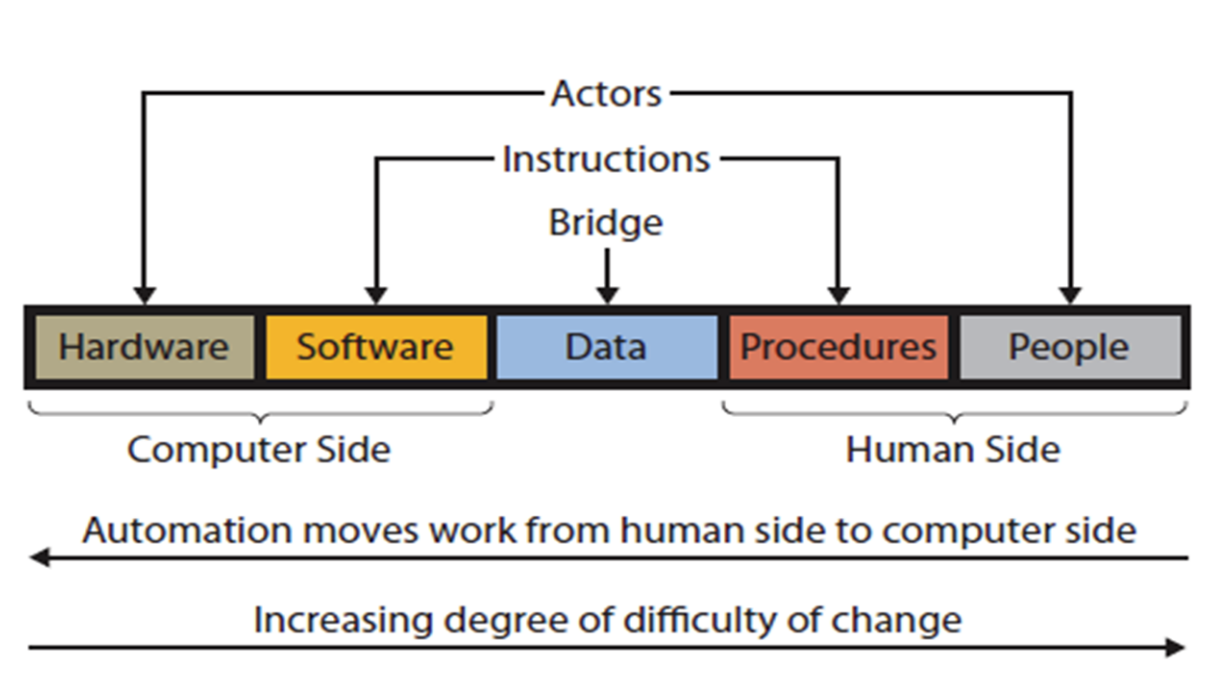 Actors
Instructions
Bridge
Hardware
Software
Data
Procedures
People
Computer Side
Human Side
Automation moves work from human side to computer side
Increasing degree of difficulty of change